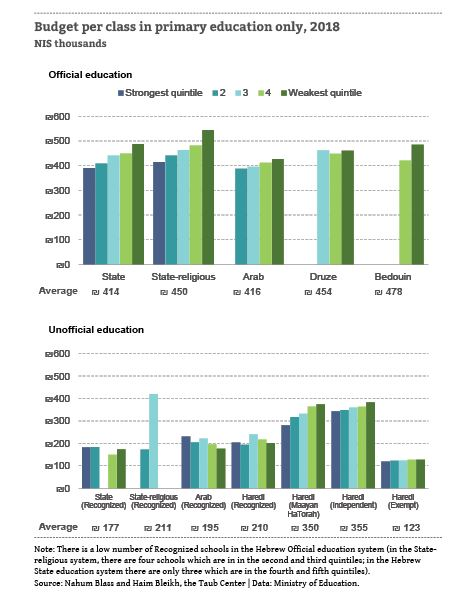 Budget per class in primary education only, 2018
NIS thousands
Official education
Strongest quintile 2 3 4 Weakest quintile
₪600
₪500
₪400
₪300
₪200
₪100
₪0
State State-religious Arab Druze Bedouin
Average ₪ 414 ₪ 450 ₪ 416 ₪ 454 ₪ 478
Unofficial education
₪600
₪500
₪400
₪300
₪200
₪100
₪0
State State-religious Arab Haredi Haredi Haredi Haredi
(Recognized) (Recognized) (Recognized) (Recognized) (Maayan (Independent) (Exempt)
HaTorah)
Average ₪ 177 ₪ 211 ₪ 195 ₪ 210 ₪ 350 ₪ 355 ₪ 123
Note: There is a low number of Recognized schools in the Hebrew Official education system (in the State-
religious system, there are four schools which are in in the second and third quintiles; in the Hebrew
State education system there are only three which are in the fourth and fifth quintiles).
Source: Nahum Blass and Haim Bleikh, the Taub Center | Data: Ministry of Education.